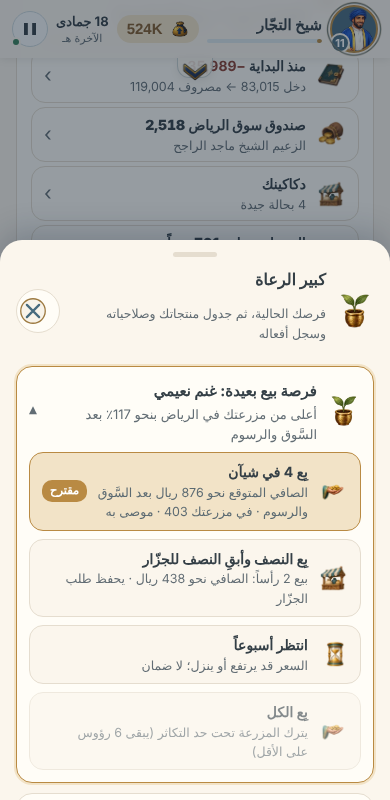 شيخ التجّار
11
524K
18 جمادى
الآخرة هـ
منذ البداية −989
دخل 83,015 ← مصروف 119,004
صندوق سوق الرياض 2,518
الزعيم الشيخ ماجد الراجح
دكاكينك
4 بحالة جيدة
كبير الرعاة
فرصك الحالية، ثم جدول منتجاتك وصلاحياته
وسجل أفعاله
فرصة بيع بعيدة: غنم نعيمي
أعلى من مزرعتك في الرياض بنحو 117٪ بعد
السَّوق والرسوم
بِع 4 في شيآن
الصافي المتوقع نحو 876 ريال بعد السَّوق
والرسوم · في مزرعتك 403 · موصى به
مقترح
بِع النصف وأبقِ النصف للجزّار
بيع 2 رأساً: الصافي نحو 438 ريال · يحفظ طلب
الجزّار
انتظر أسبوعاً
السعر قد يرتفع أو ينزل؛ لا ضمان
بِع الكل
يترك المزرعة تحت حد التكاثر (يبقى 6 رؤوس
على الأقل)